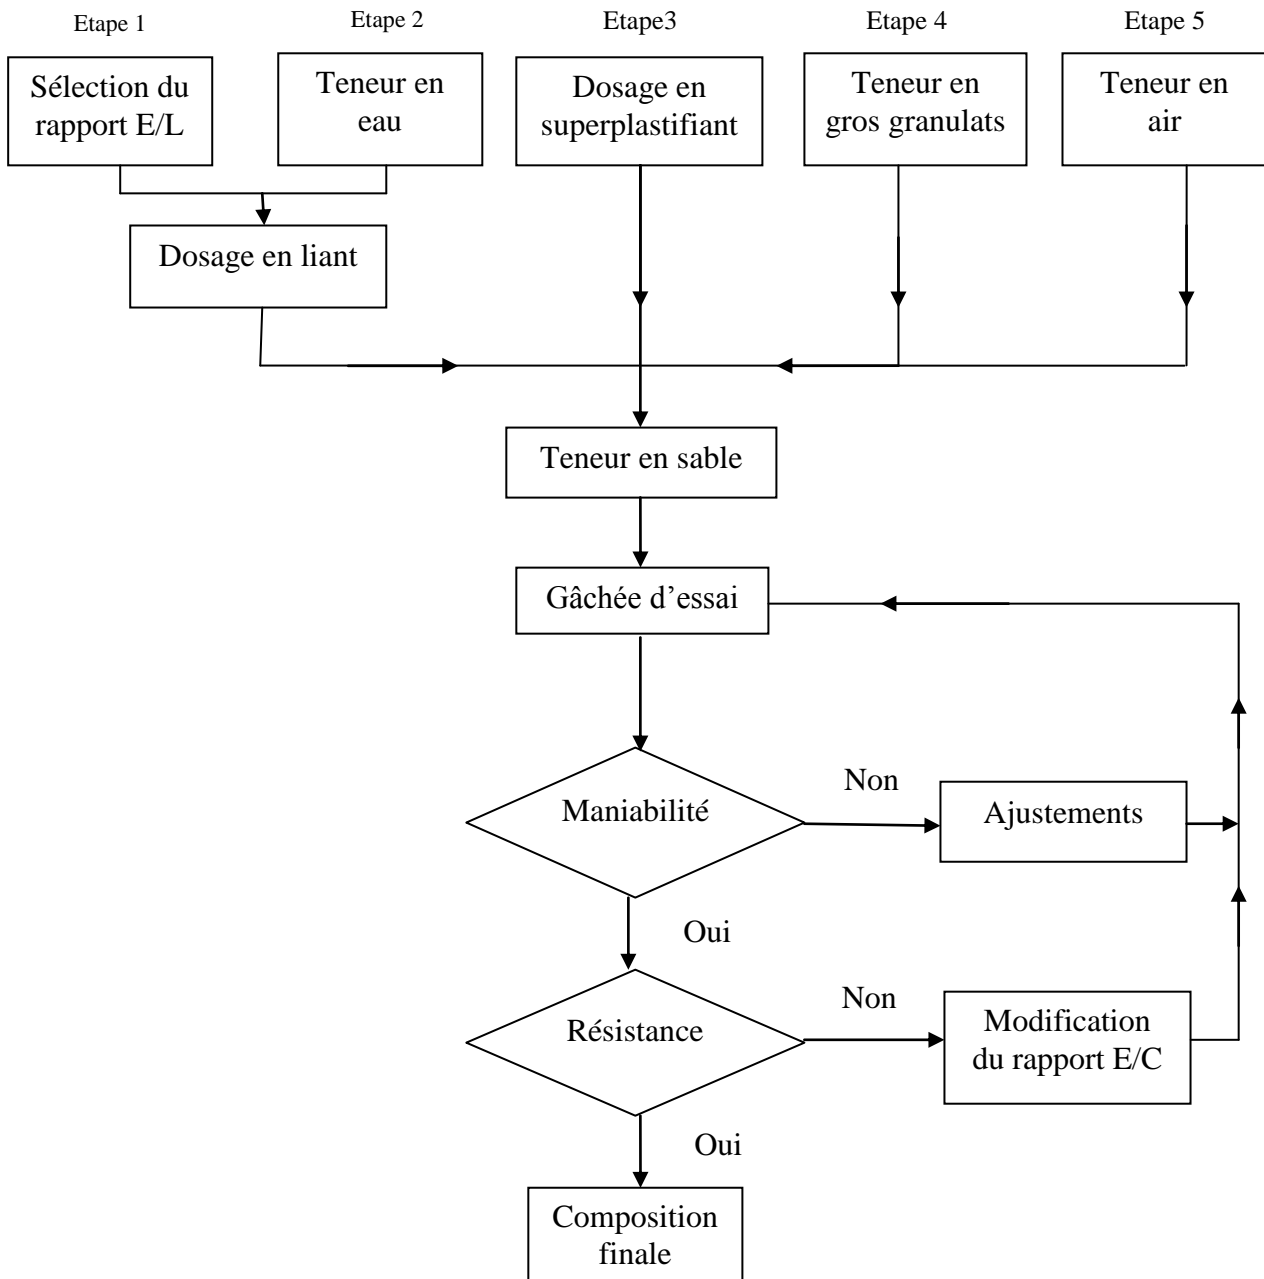 Etape 1
Etape 2
Etape3
Etape 4
Etape 5
Sélection du
rapport E/L
Teneur en
eau
Dosage en
superplastifiant
Teneur en
gros granulats
Teneur en
air
Dosage en liant
Teneur en sable
Gâchée d’essai
Maniabilité
Non
Ajustements
Oui
Résistance
Non
Modification
du rapport E/C
Oui
Composition
finale